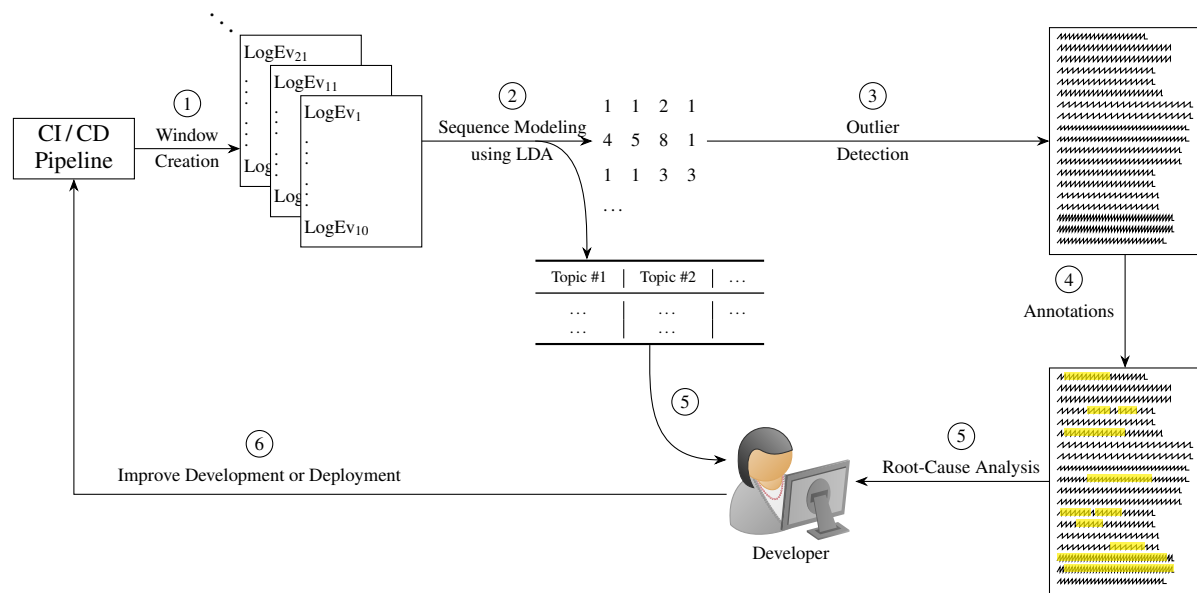 CI / CD
Pipeline
1
Window
Creation
LogEv21
LogEv11
LogEv1
LogEv10
2
Sequence Modeling
using LDA
1 1 2 1
4 5 8 1
1 1 3 3
...
3
Outlier
Detection
4
Annotations
Topic #1 Topic #2 ...
... ... ...
... ...
5
5
Root-Cause Analysis
Developer
6
Improve Development or Deployment